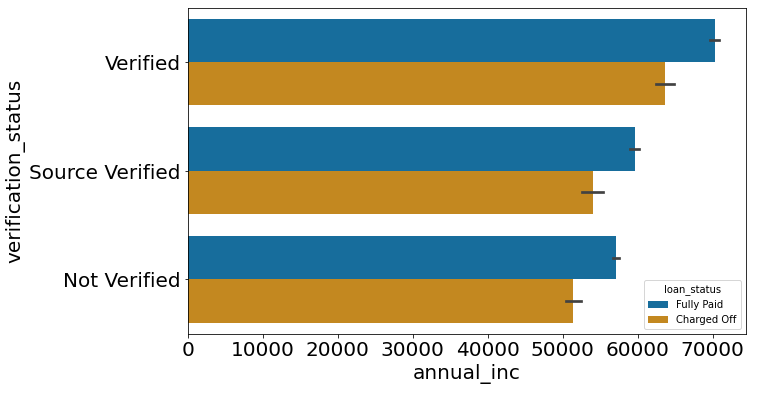 verification_status
Verified
Source Verified
Not Verified
loan_status
Fully Paid
Charged Off
0 10000 20000 30000 40000 50000 60000 70000
annual_inc